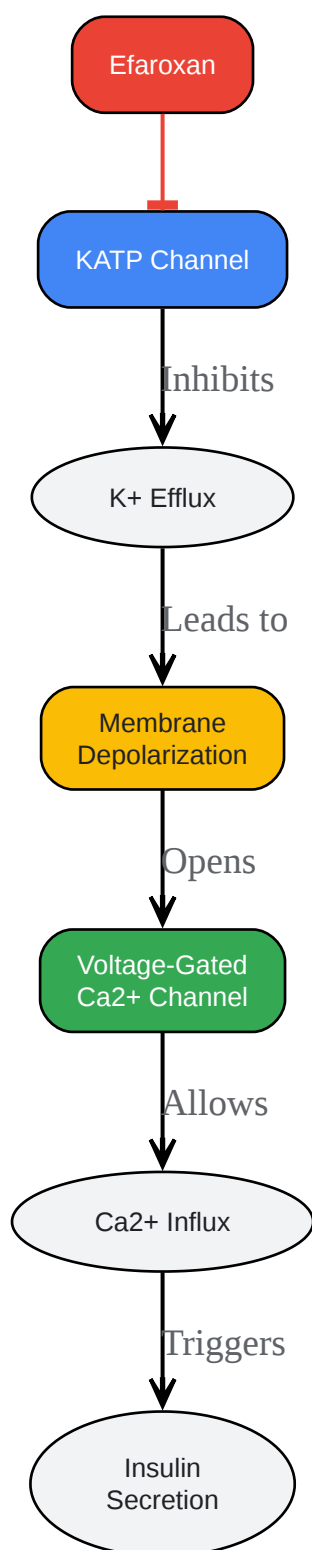 Efaroxan
KATP Channel
Inhibits
K+ Efflux
Leads to
Membrane
Depolarization
Opens
Voltage-Gated
Ca2+ Channel
Allows
Ca2+ Influx
Triggers
Insulin
Secretion